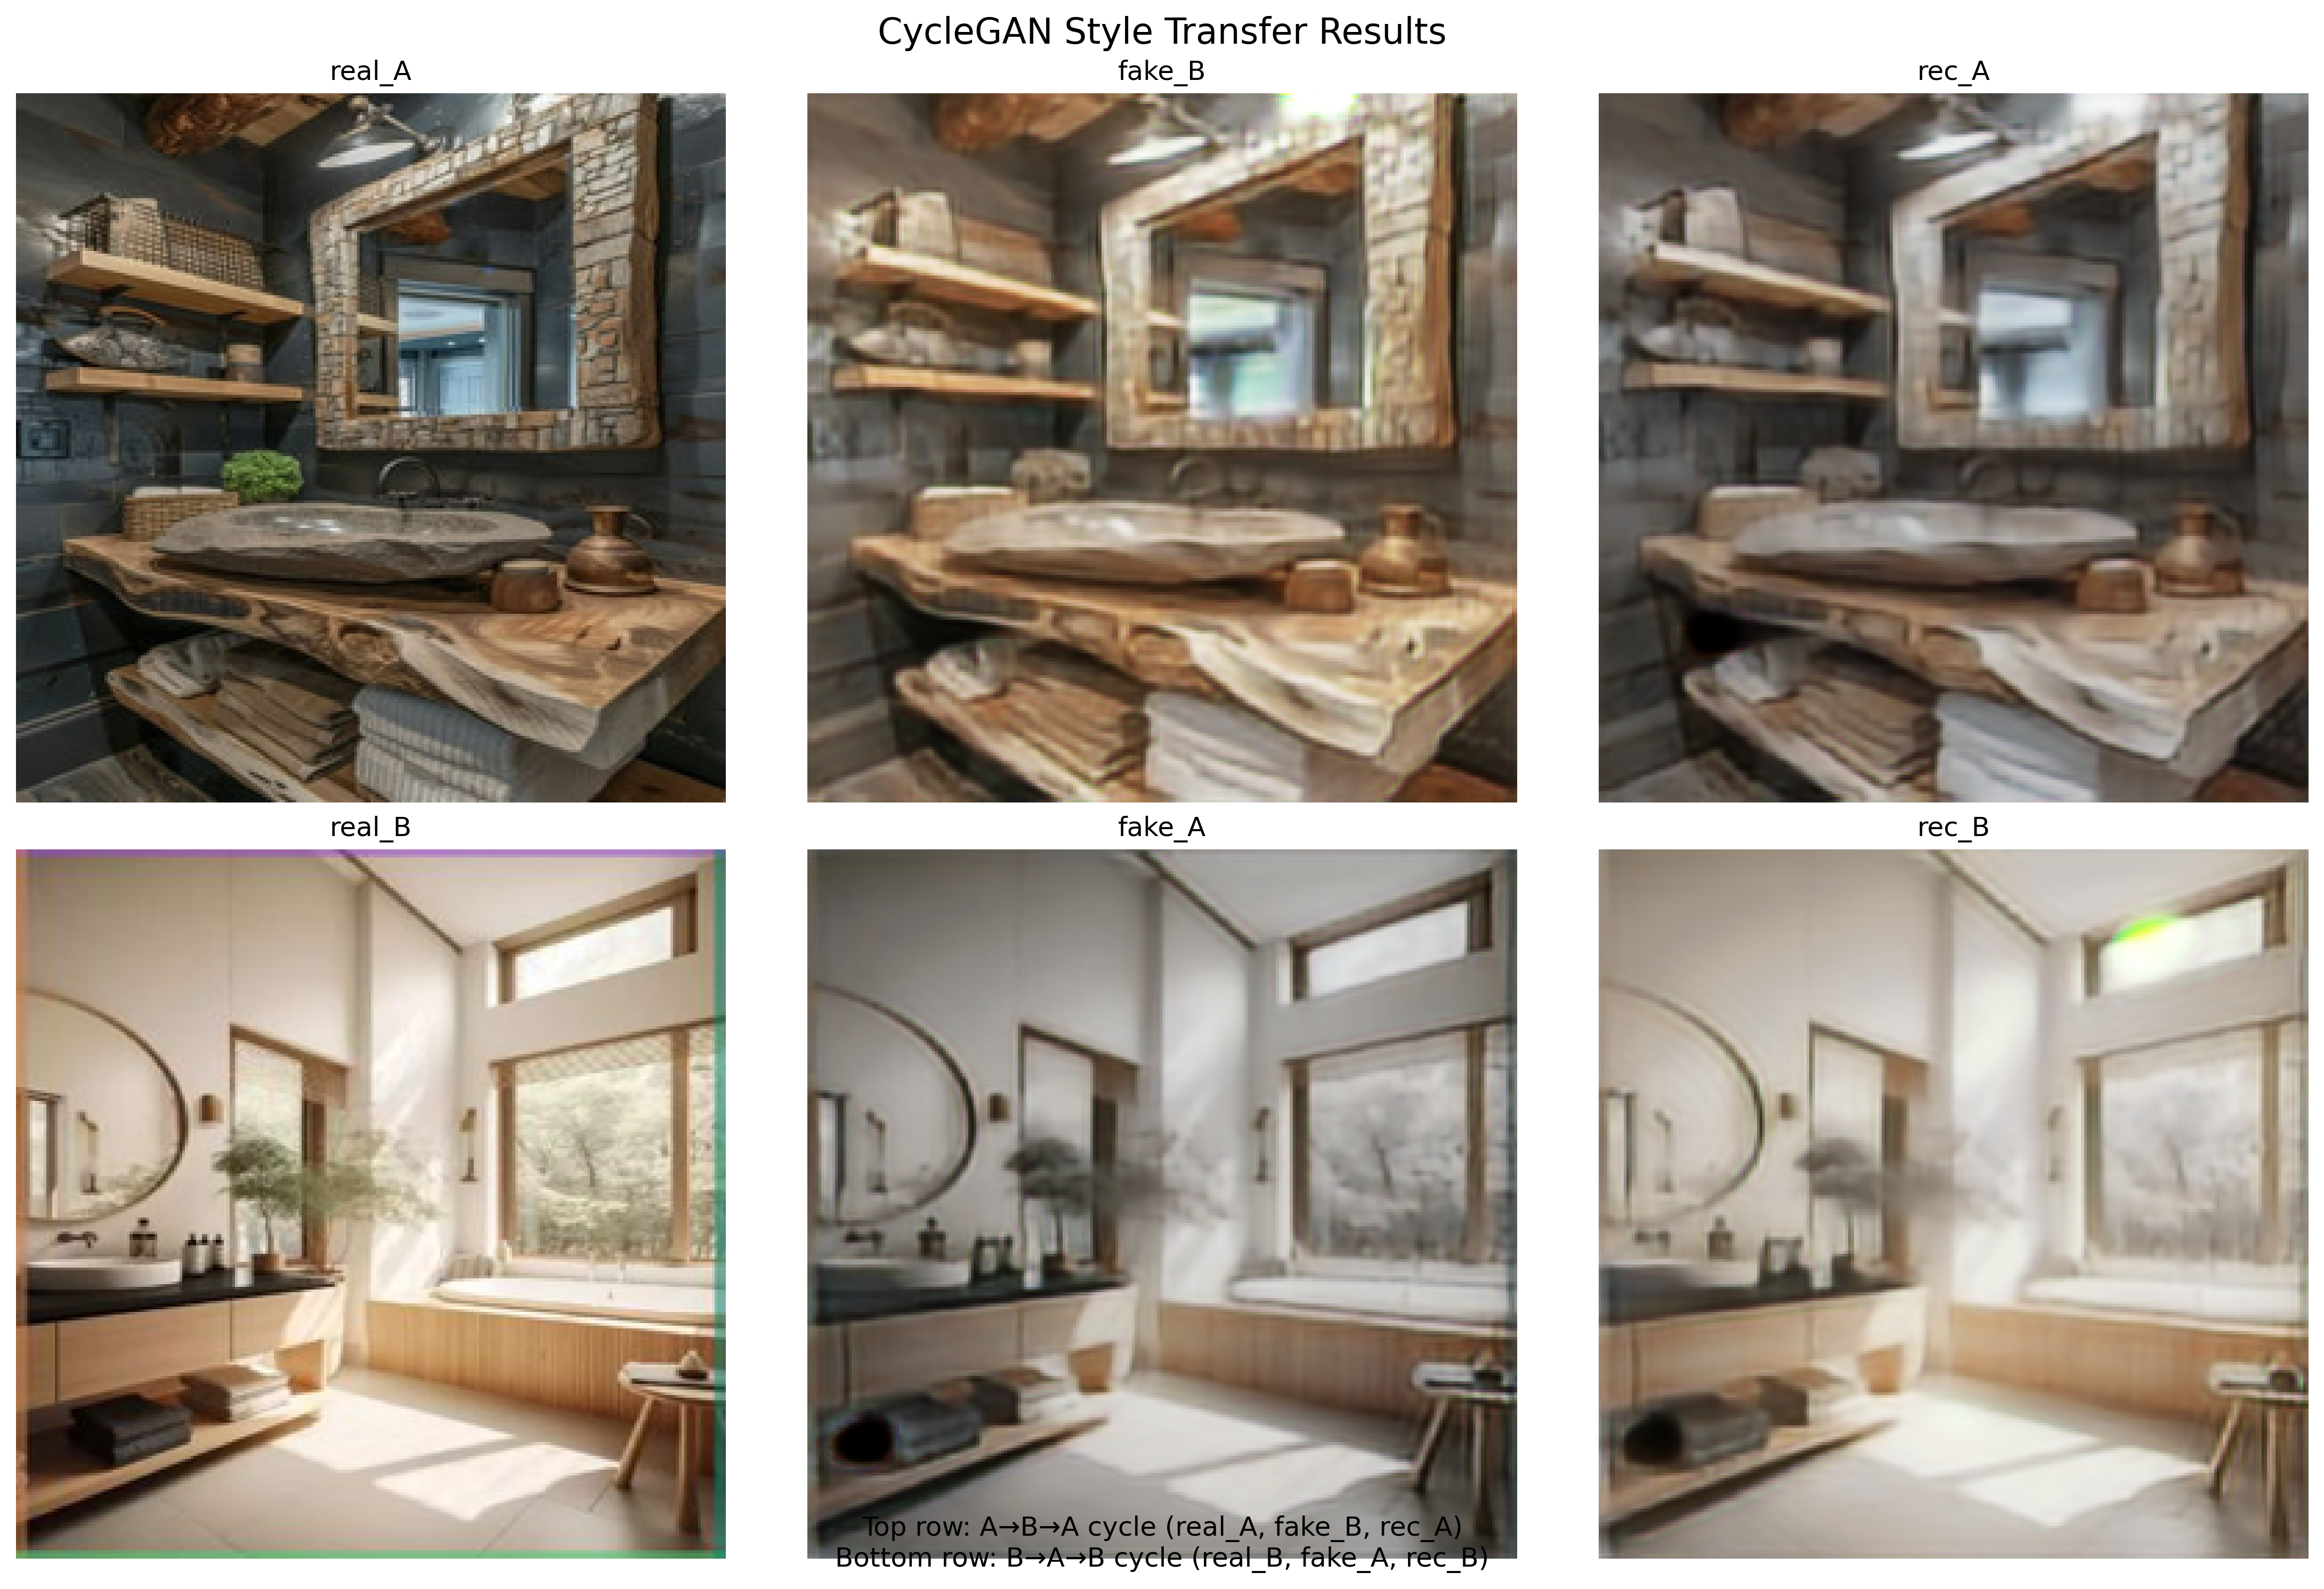 CycleGAN Style Transfer Results
real_A
fake_B
rec_A
real_B
fake_A
rec_B
Top row: A→B→A cycle (real_A, fake_B, rec_A)
Bottom row: B→A→B cycle (real_B, fake_A, rec_B)